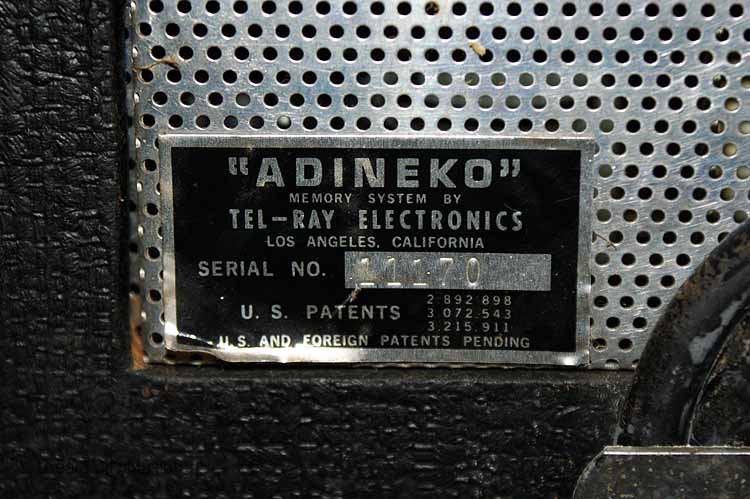 "ADINEKO"
MEMORY SYSTEM BY
TEL-RAY ELECTRONICS
LOS ANGELES, CALIFORNIA
SERIAL NO. 11170
U. S. PATENTS 2 892 898
3.072.543
3.215.911
U.S. AND FOREIGN PATENTS PENDING